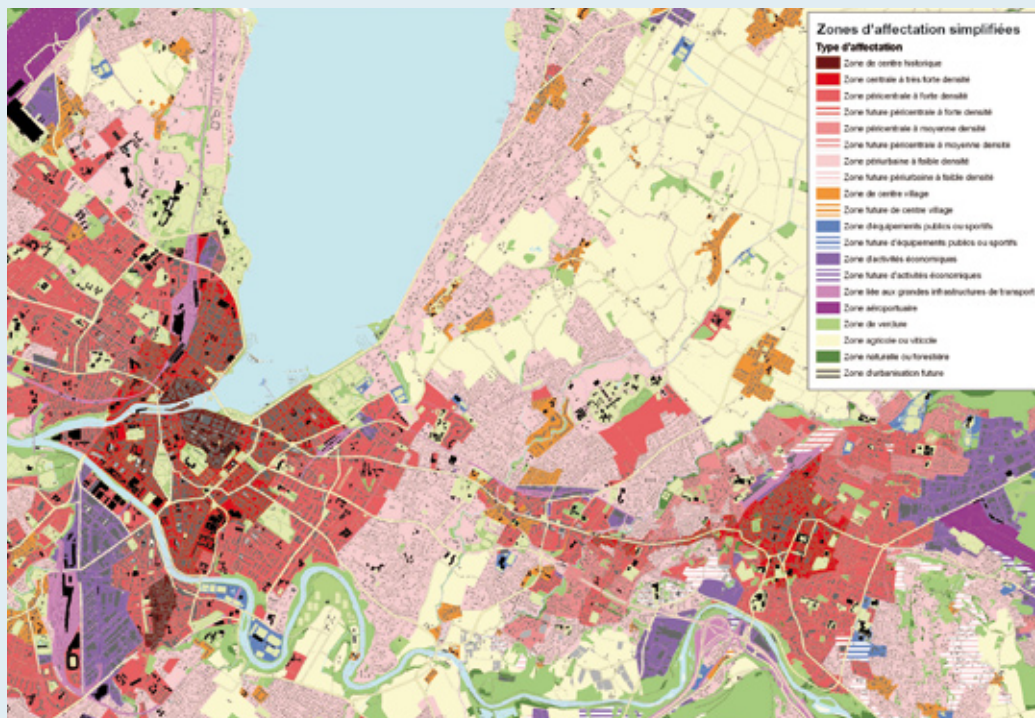 Zones d'affectation simplifiées
Type d'affectation
Zone de centre historique
Zone centrale à très forte densité
Zone péricentrale à forte densité
Zone future péricentrale à forte densité
Zone péricentrale à moyenne densité
Zone future péricentrale à moyenne densité
Zone périurbaine à faible densité
Zone future périurbaine à faible densité
Zone de centre village
Zone future de centre village
Zone d'équipements publics ou sportifs
Zone future d'équipements publics ou sportifs
Zone d'activités économiques
Zone future d'activités économiques
Zone liée aux grandes infrastructures de transport
Zone aéroportuaire
Zone de verdure
Zone agricole ou viticole
Zone naturelle ou forestière
Zone d'urbanisation future